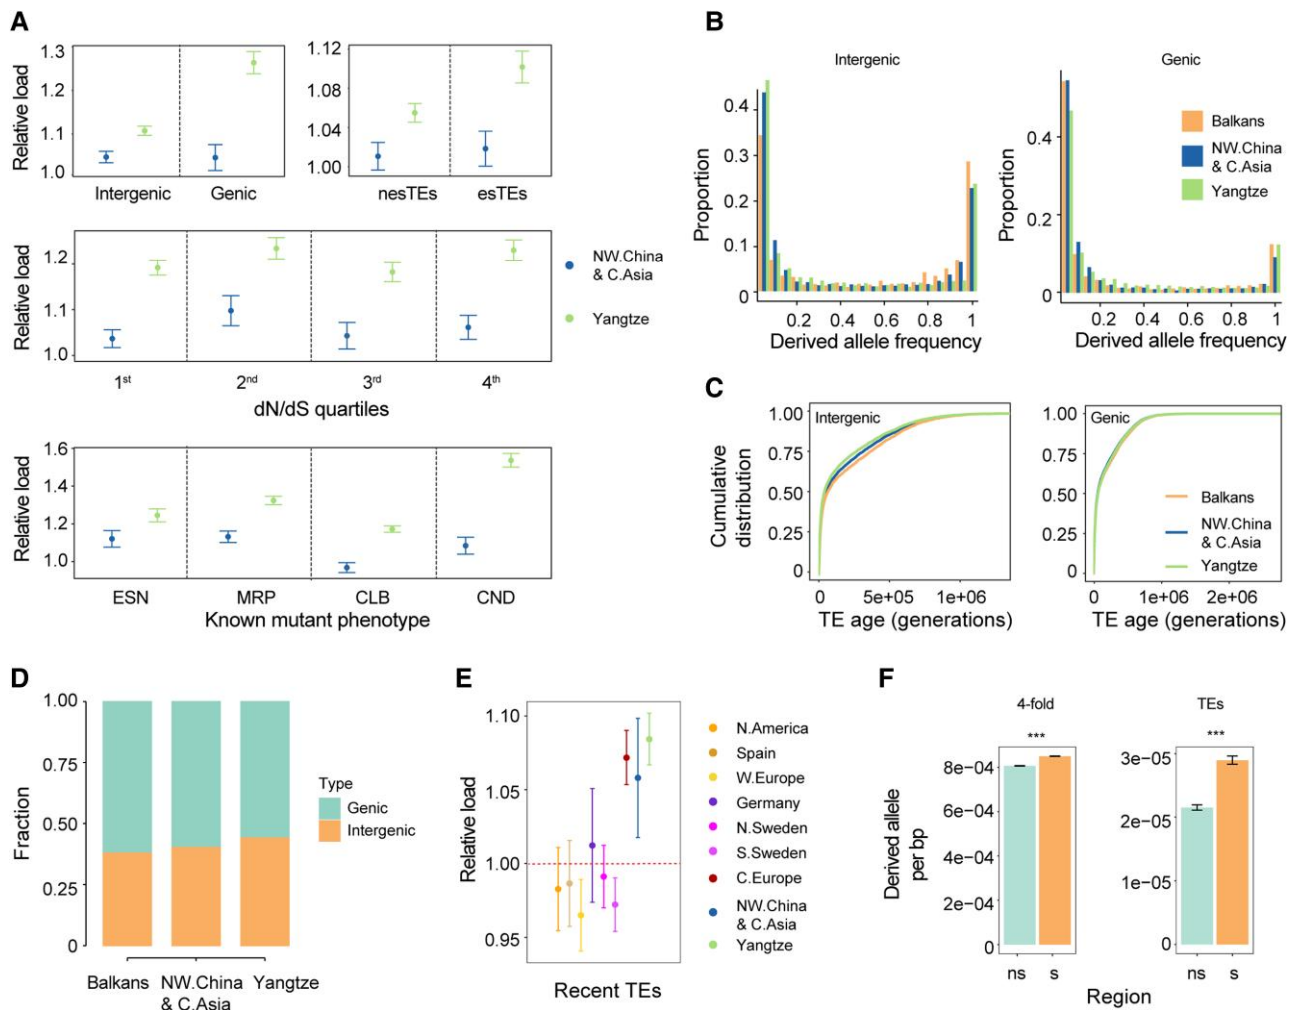 A
Relative load
1.3
1.1
1.0
Intergenic
Genic
1.12
1.08
1.04
1.00
nesTEs
esTEs
Relative load
1.2
1.1
1.0
1st
2nd
3rd
4th
dN/dS quartiles
NW.China
& C.Asia
Yangtze
Relative load
1.6
1.4
1.2
1.0
ESN
MRP
CLB
CND
Known mutant phenotype
B
Intergenic
Proportion
0.4
0.3
0.2
0.1
0
0.2
0.4
0.6
0.8
1
Derived allele frequency
Genic
Proportion
0.4
0.2
0
0.2
0.4
0.6
0.8
1
Derived allele frequency
Balkans
NW.China
& C.Asia
Yangtze
C
Cumulative
distribution
1.00
0.75
0.50
0.25
0
Intergenic
0
5e+05
1e+06
TE age (generations)
1.00
0.75
0.50
0.25
0
Genic
Balkans
NW.China
& C.Asia
Yangtze
0
1e+06
2e+06
TE age (generations)
D
Fraction
1.00
0.75
0.50
0.25
0
Balkans
NW.China
& C.Asia
Yangtze
Type
Genic
Intergenic
E
Relative load
1.10
1.05
1.00
0.95
Recent TEs
N.America
Spain
W.Europe
Germany
N.Sweden
S.Sweden
C.Europe
NW.China
& C.Asia
Yangtze
F
Derived allele
per bp
4-fold
***
8e−04
6e−04
4e−04
2e−04
0
ns
s
TEs
***
3e−05
2e−05
1e−05
0
ns
s
Region